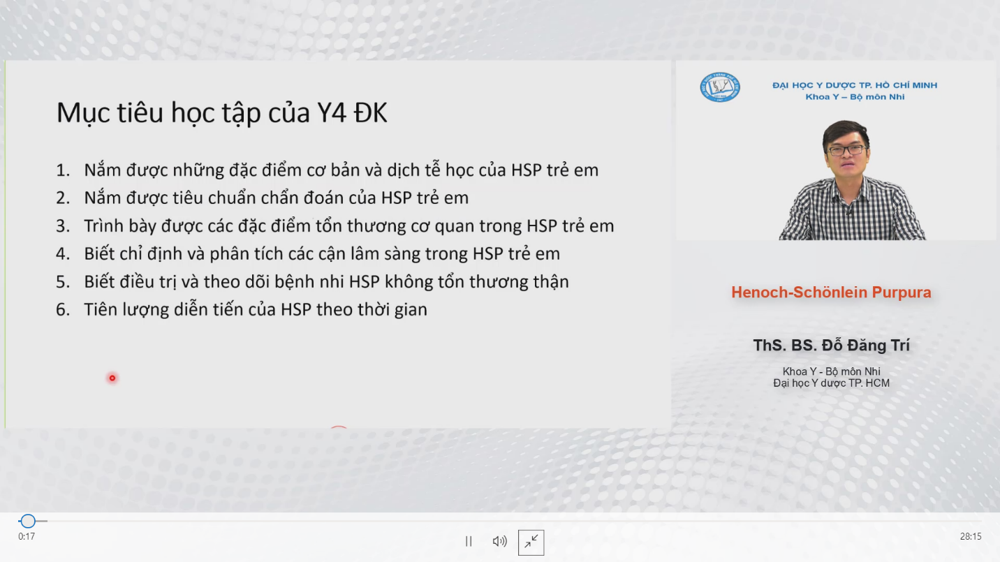 Mục tiêu học tập của Y4 ĐK
1. Nắm được những đặc điểm cơ bản và dịch tễ học của HSP trẻ em
2. Nắm được tiêu chuẩn chẩn đoán của HSP trẻ em
3. Trình bày được các đặc điểm tổn thương cơ quan trong HSP trẻ em
4. Biết chỉ định và phân tích các cận lâm sàng trong HSP trẻ em
5. Biết điều trị và theo dõi bệnh nhi HSP không tổn thương thận
6. Tiên lượng diễn tiến của HSP theo thời gian
ĐẠI HỌC Y DƯỢC TP. HỒ CHÍ MINH
Khoa Y – Bộ môn Nhi
Henoch-Schönlein Purpura
ThS. BS. Đỗ Đăng Trí
Khoa Y - Bộ môn Nhi
Đại học Y dược TP. HCM
0:17
28:15